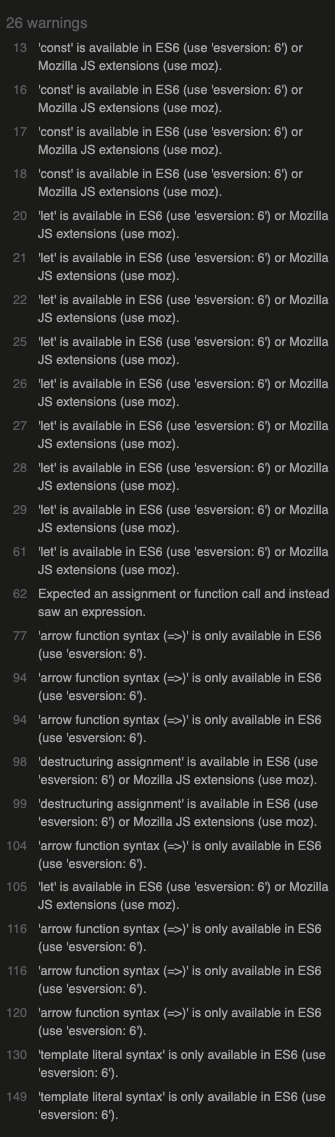 26 warnings
13 'const' is available in ES6 (use 'esversion: 6') or
Mozilla JS extensions (use moz).
16 'const' is available in ES6 (use 'esversion: 6') or
Mozilla JS extensions (use moz).
17 'const' is available in ES6 (use 'esversion: 6') or
Mozilla JS extensions (use moz).
18 'const' is available in ES6 (use 'esversion: 6') or
Mozilla JS extensions (use moz).
20 'let' is available in ES6 (use 'esversion: 6') or Mozilla
JS extensions (use moz).
21 'let' is available in ES6 (use 'esversion: 6') or Mozilla
JS extensions (use moz).
22 'let' is available in ES6 (use 'esversion: 6') or Mozilla
JS extensions (use moz).
25 'let' is available in ES6 (use 'esversion: 6') or Mozilla
JS extensions (use moz).
26 'let' is available in ES6 (use 'esversion: 6') or Mozilla
JS extensions (use moz).
27 'let' is available in ES6 (use 'esversion: 6') or Mozilla
JS extensions (use moz).
28 'let' is available in ES6 (use 'esversion: 6') or Mozilla
JS extensions (use moz).
29 'let' is available in ES6 (use 'esversion: 6') or Mozilla
JS extensions (use moz).
61 'let' is available in ES6 (use 'esversion: 6') or Mozilla
JS extensions (use moz).
62 Expected an assignment or function call and instead
saw an expression.
77 'arrow function syntax (=>)' is only available in ES6
(use 'esversion: 6').
94 'arrow function syntax (=>)' is only available in ES6
(use 'esversion: 6').
94 'arrow function syntax (=>)' is only available in ES6
(use 'esversion: 6').
98 'destructuring assignment' is available in ES6 (use
'esversion: 6') or Mozilla JS extensions (use moz).
99 'destructuring assignment' is available in ES6 (use
'esversion: 6') or Mozilla JS extensions (use moz).
104 'arrow function syntax (=>)' is only available in ES6
(use 'esversion: 6').
105 'let' is available in ES6 (use 'esversion: 6') or Mozilla
JS extensions (use moz).
116 'arrow function syntax (=>)' is only available in ES6
(use 'esversion: 6').
116 'arrow function syntax (=>)' is only available in ES6
(use 'esversion: 6').
120 'arrow function syntax (=>)' is only available in ES6
(use 'esversion: 6').
130 'template literal syntax' is only available in ES6 (use
'esversion: 6').
149 'template literal syntax' is only available in ES6 (use
'esversion: 6').